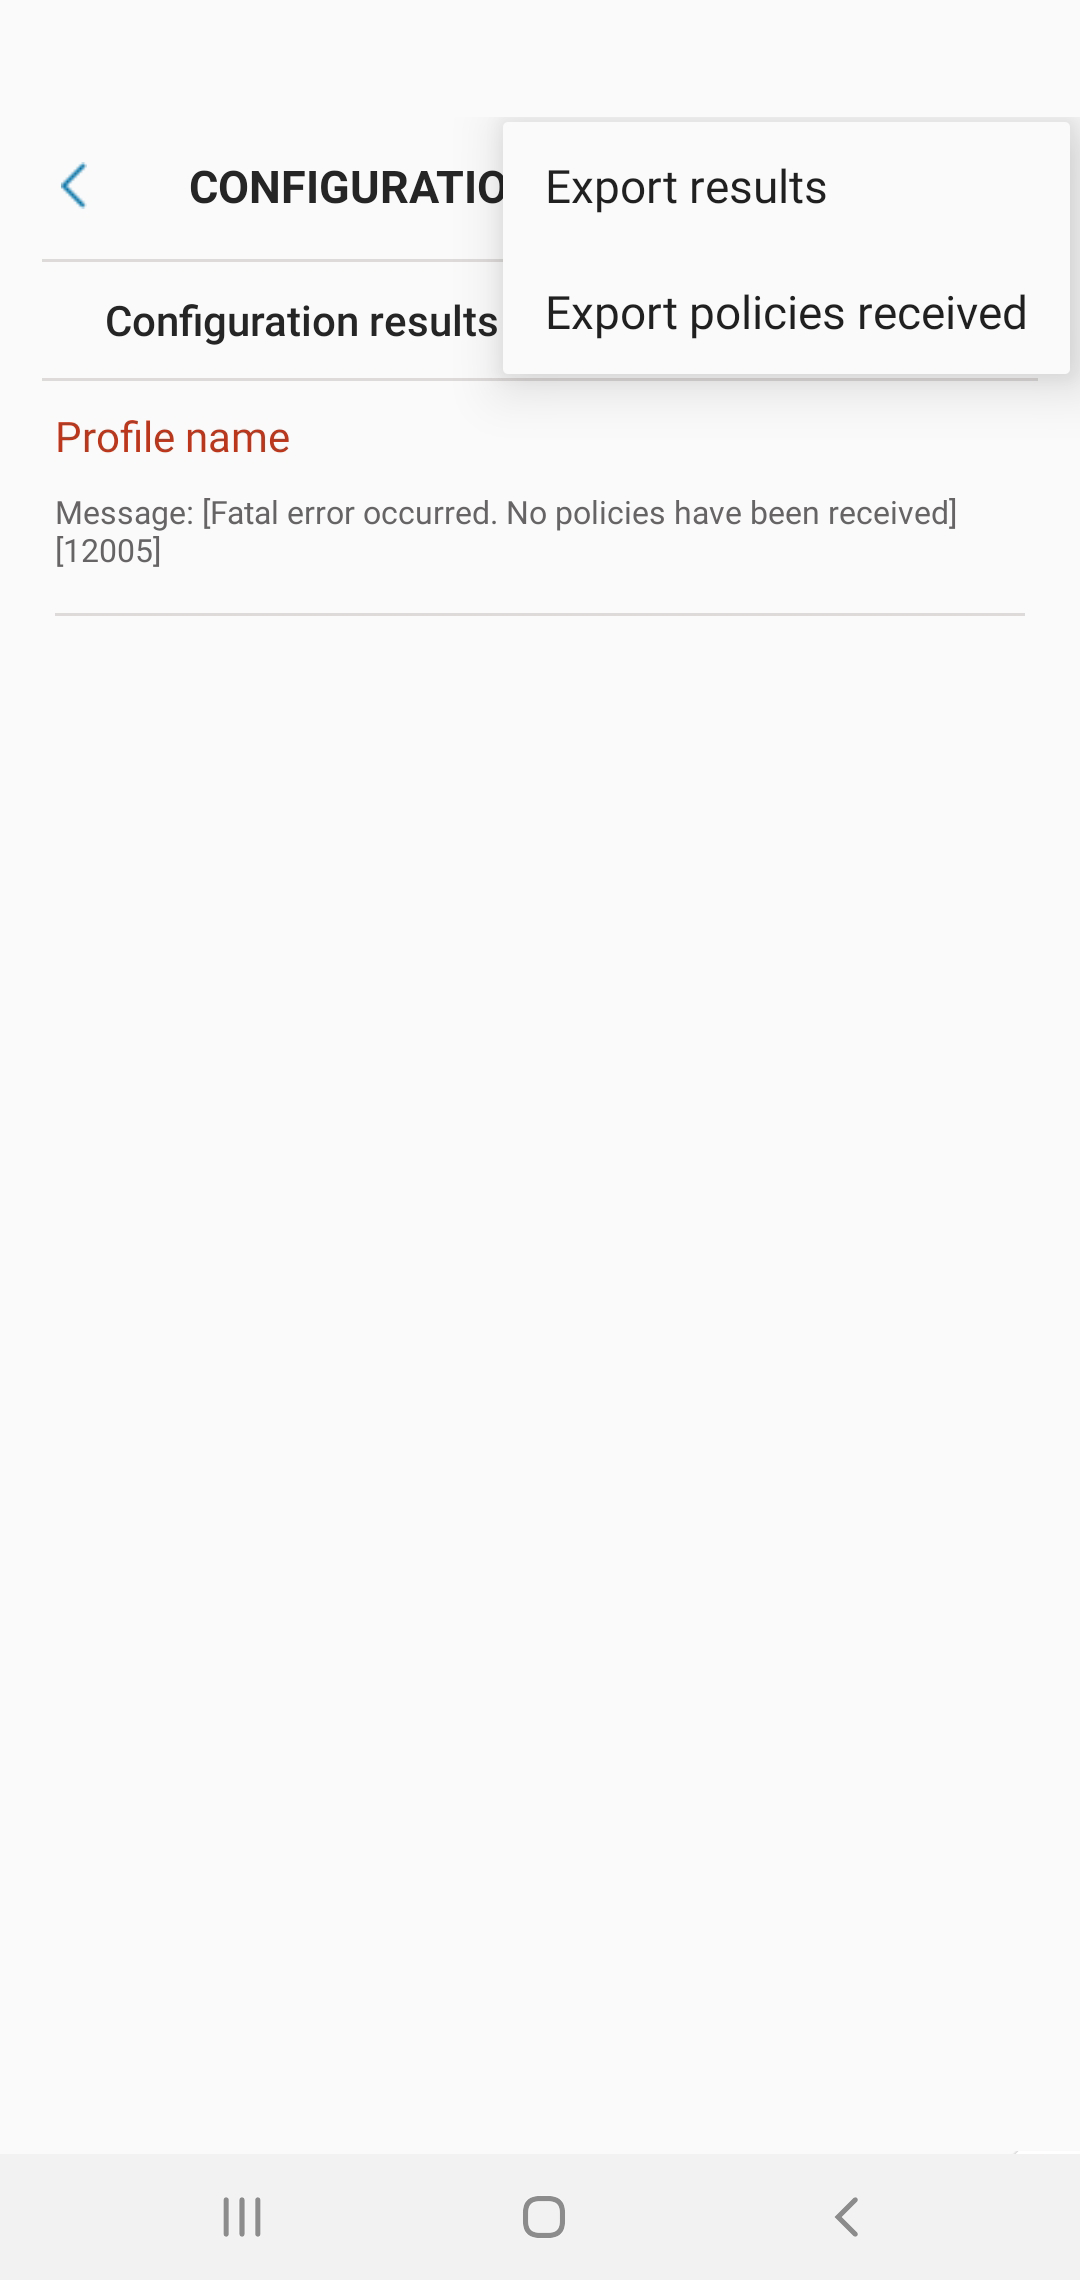 CONFIGURATIO
Export results
Configuration results
Export policies received
Profile name
Message: [Fatal error occurred. No policies have been received]
[12005]